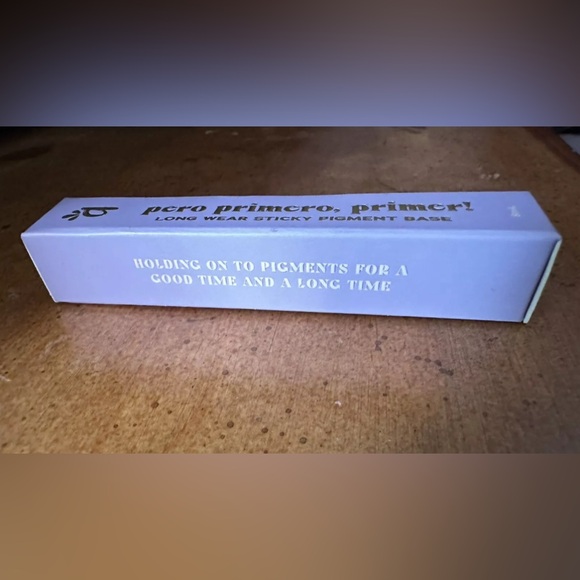 pero primero, primer!
LONG WEAR STICKY PIGMENT BASE
HOLDING ON TO PIGMENTS FOR A
GOOD TIME AND A LONG TIME